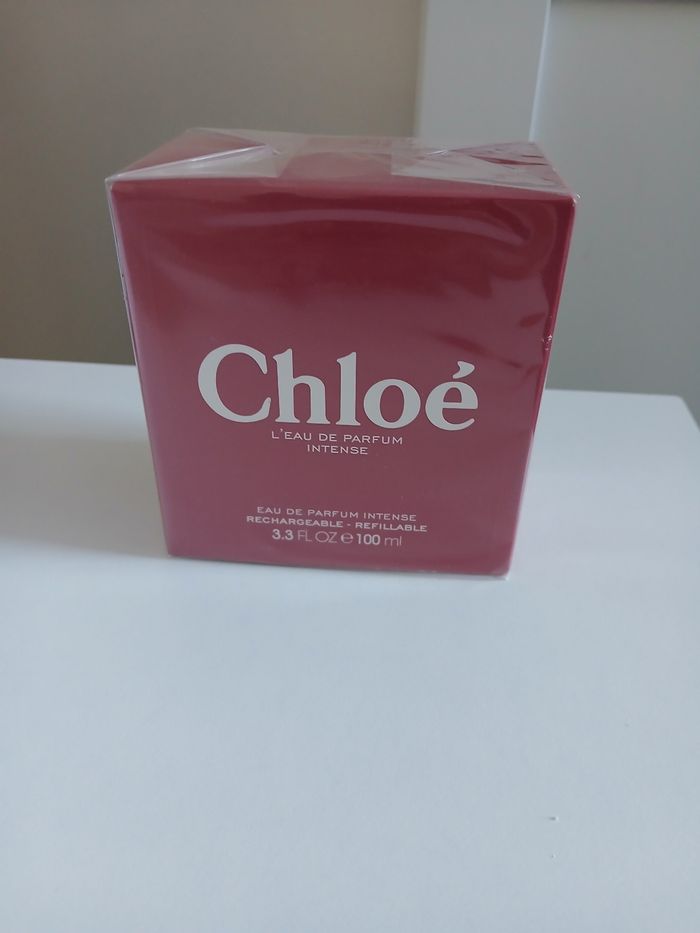 Chloé
L'EAU DE PARFUM
INTENSE
EAU DE PARFUM INTENSE
RECHARGEABLE - REFILLABLE
3.3 FL OZ ℮ 100 ml